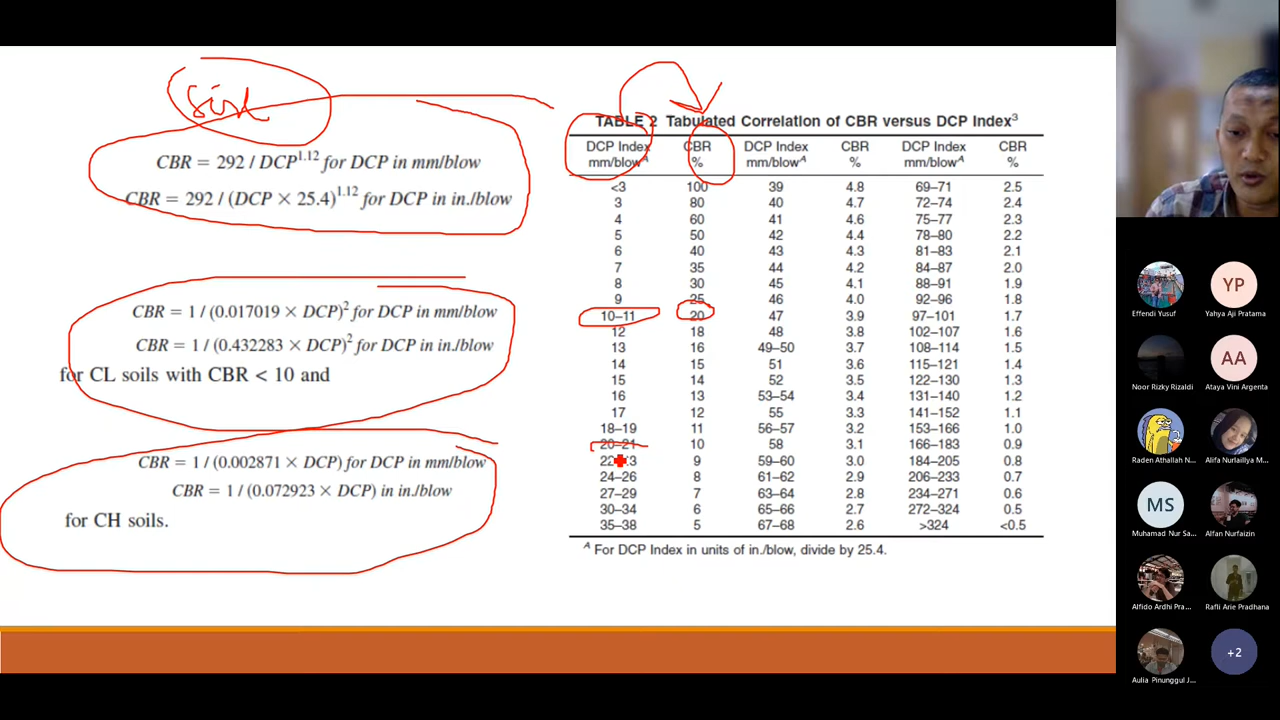 CBR = 292 / DCP^1.12 for DCP in mm/blow
CBR = 292 / (DCP × 25.4)^1.12 for DCP in in./blow
CBR = 1 / (0.017019 × DCP)^2 for DCP in mm/blow
CBR = 1 / (0.432283 × DCP)^2 for DCP in in./blow
for CL soils with CBR < 10 and
CBR = 1 / (0.002871 × DCP) for DCP in mm/blow
CBR = 1 / (0.072923 × DCP) in in./blow
for CH soils.
TABLE 2 Tabulated Correlation of CBR versus DCP Index^3
DCP Index CBR DCP Index CBR DCP Index CBR
mm/blow^A % mm/blow^A % mm/blow^A %
<3 100 39 4.8 69–71 2.5
3 80 40 4.7 72–74 2.4
4 60 41 4.6 75–77 2.3
5 50 42 4.4 78–80 2.2
6 40 43 4.3 81–83 2.1
7 35 44 4.2 84–87 2.0
8 30 45 4.1 88–91 1.9
9 25 46 4.0 92–96 1.8
10–11 20 47 3.9 97–101 1.7
12 18 48 3.8 102–107 1.6
13 16 49–50 3.7 108–114 1.5
14 15 51 3.6 115–121 1.4
15 14 52 3.5 122–130 1.3
16 13 53–54 3.4 131–140 1.2
17 12 55 3.3 141–152 1.1
18–19 11 56–57 3.2 153–166 1.0
20–21 10 58 3.1 166–183 0.9
9 59–60 3.0 184–205 0.8
24–26 8 61–62 2.9 206–233 0.7
27–29 7 63–64 2.8 234–271 0.6
30–34 6 65–66 2.7 272–324 0.5
35–38 5 67–68 2.6 >324 <0.5
^A For DCP Index in units of in./blow, divide by 25.4.
YP
Effendi Yusuf
Yahya Aji Pratama
AA
Noor Rizky Rizaldi
Ataya Vini Argenta
Raden Athallah N...
Alifa Nurlaillya M...
MS
Muhamad Nur Sa...
Alfan Nurfaizin
Alfido Ardhi Pra...
Rafli Arie Pradhana
+2
Aulia Pinunggul J...